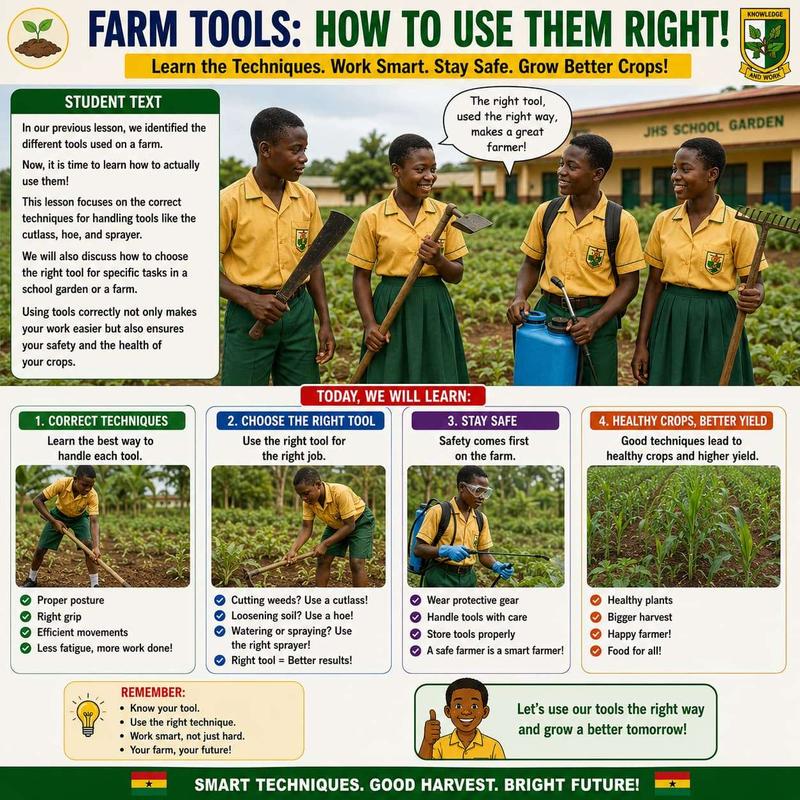 FARM TOOLS: HOW TO USE THEM RIGHT!
KNOWLEDGE
AND WORK
Learn the Techniques. Work Smart. Stay Safe. Grow Better Crops!
STUDENT TEXT
In our previous lesson, we identified the
different tools used on a farm.
Now, it is time to learn how to actually
use them!
This lesson focuses on the correct
techniques for handling tools like the
cutlass, hoe, and sprayer.
We will also discuss how to choose
the right tool for specific tasks in a
school garden or a farm.
Using tools correctly not only makes
your work easier but also ensures
your safety and the health of
your crops.
The right tool,
used the right way,
makes a great
farmer!
JHS SCHOOL GARDEN
TODAY, WE WILL LEARN:
1. CORRECT TECHNIQUES
Learn the best way to
handle each tool.
Proper posture
Right grip
Efficient movements
Less fatigue, more work done!
2. CHOOSE THE RIGHT TOOL
Use the right tool for
the right job.
Cutting weeds? Use a cutlass!
Loosening soil? Use a hoe!
Watering or spraying? Use
the right sprayer!
Right tool = Better results!
3. STAY SAFE
Safety comes first
on the farm.
Wear protective gear
Handle tools with care
Store tools properly
A safe farmer is a smart farmer!
4. HEALTHY CROPS, BETTER YIELD
Good techniques lead to
healthy crops and higher yield.
Healthy plants
Bigger harvest
Happy farmer!
Food for all!
REMEMBER:
• Know your tool.
• Use the right technique.
• Work smart, not just hard.
• Your farm, your future!
Let's use our tools the right way
and grow a better tomorrow!
SMART TECHNIQUES. GOOD HARVEST. BRIGHT FUTURE!